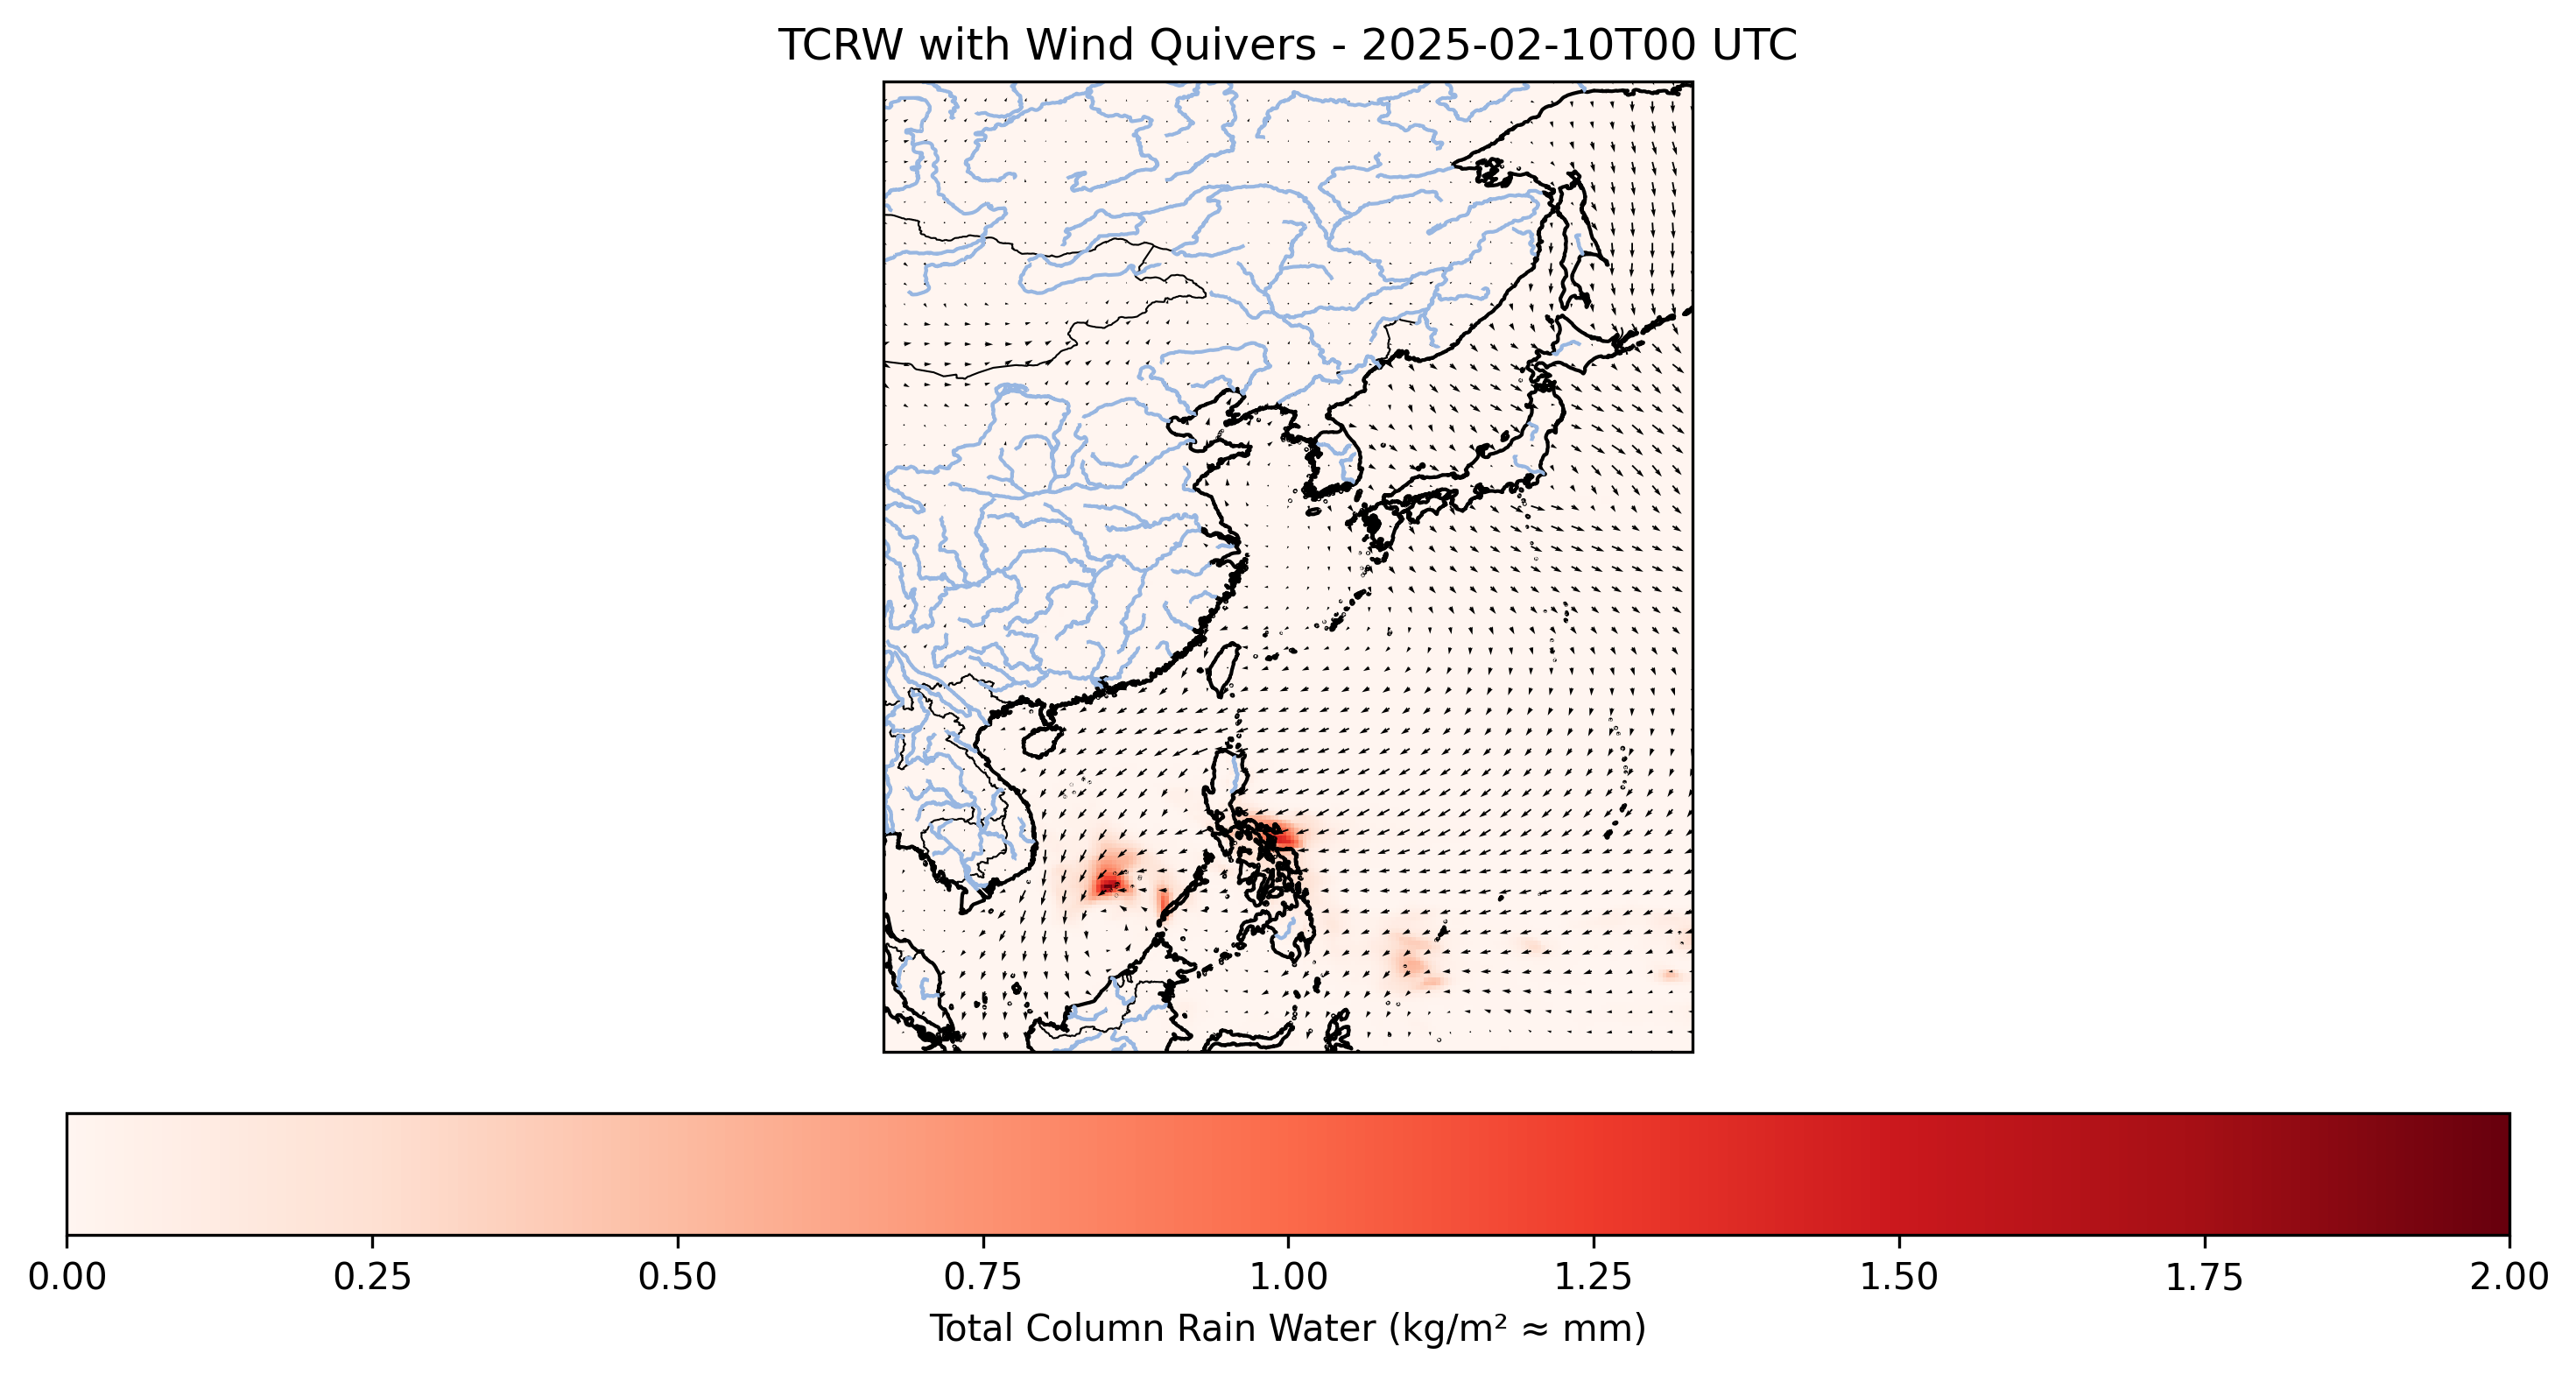 TCRW with Wind Quivers - 2025-02-10T00 UTC
0.00 0.25 0.50 0.75 1.00 1.25 1.50 1.75 2.00
Total Column Rain Water (kg/m² ≈ mm)